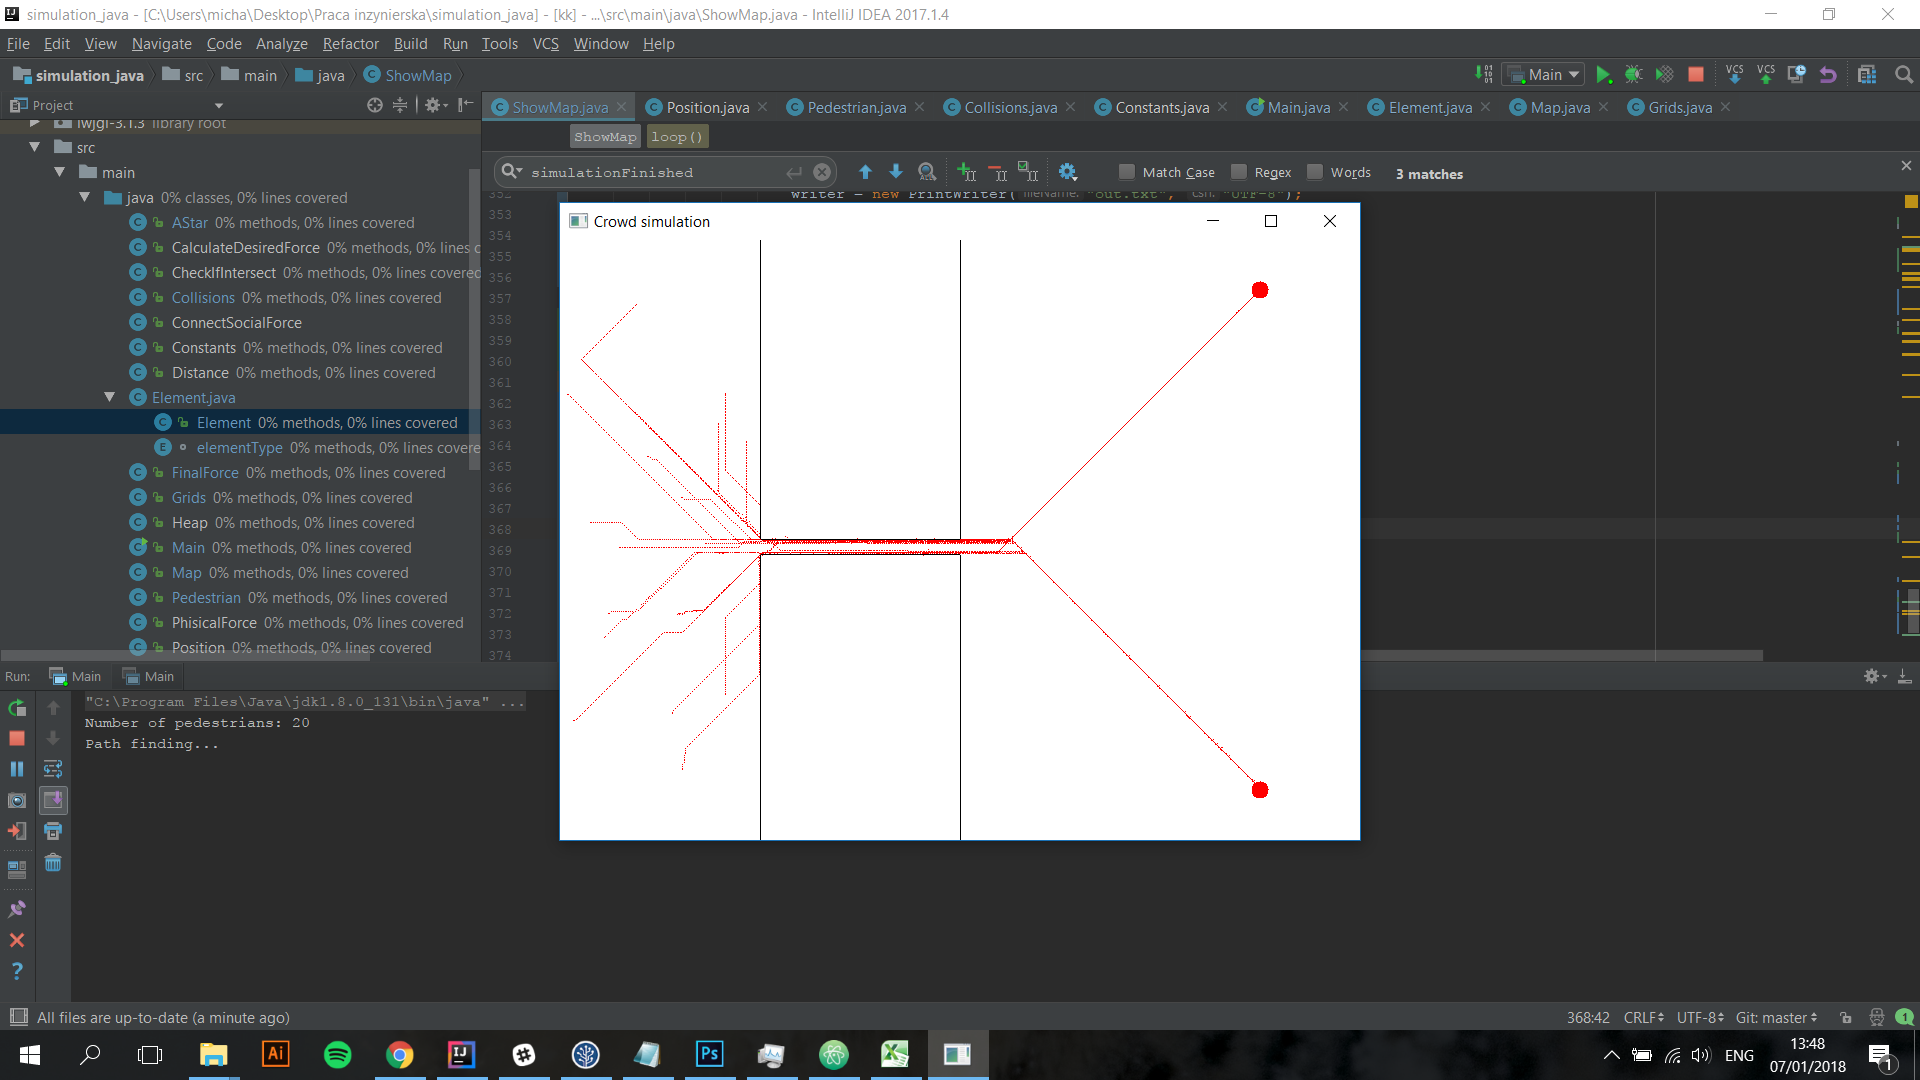 simulation_java - [C:\Users\micha\Desktop\Praca inzynierska\simulation_java] - [kk] - ...\src\main\java\ShowMap.java - IntelliJ IDEA 2017.1.4
File Edit View Navigate Code Analyze Refactor Build Run Tools VCS Window Help
simulation_java src main java ShowMap Main VCS VCS
Project
ShowMap.java Position.java Pedestrian.java Collisions.java Constants.java Main.java Element.java Map.java Grids.java
lwjgl-3.1.3 library root
ShowMap loop()
src
simulationFinished Match Case Regex Words 3 matches
main
writer = new PrintWriter( fileName: "out.txt", csn: "UTF-8");
java 0% classes, 0% lines covered
AStar 0% methods, 0% lines covered
CalculateDesiredForce 0% methods, 0% lines c
CheckIfIntersect 0% methods, 0% lines covered
Collisions 0% methods, 0% lines covered
ConnectSocialForce
Constants 0% methods, 0% lines covered
Distance 0% methods, 0% lines covered
Element.java
Element 0% methods, 0% lines covered
elementType 0% methods, 0% lines covere
FinalForce 0% methods, 0% lines covered
Grids 0% methods, 0% lines covered
Heap 0% methods, 0% lines covered
Main 0% methods, 0% lines covered
Map 0% methods, 0% lines covered
Pedestrian 0% methods, 0% lines covered
PhisicalForce 0% methods, 0% lines covered
Position 0% methods, 0% lines covered
352
353
354
355
356
357
358
359
360
361
362
363
364
365
366
367
368
369
370
371
372
373
374
Crowd simulation
Run: Main Main
"C:\Program Files\Java\jdk1.8.0_131\bin\java" ...
Number of pedestrians: 20
Path finding...
All files are up-to-date (a minute ago)
368:42 CRLF UTF-8 Git: master 1
ENG 13:48
07/01/2018
1